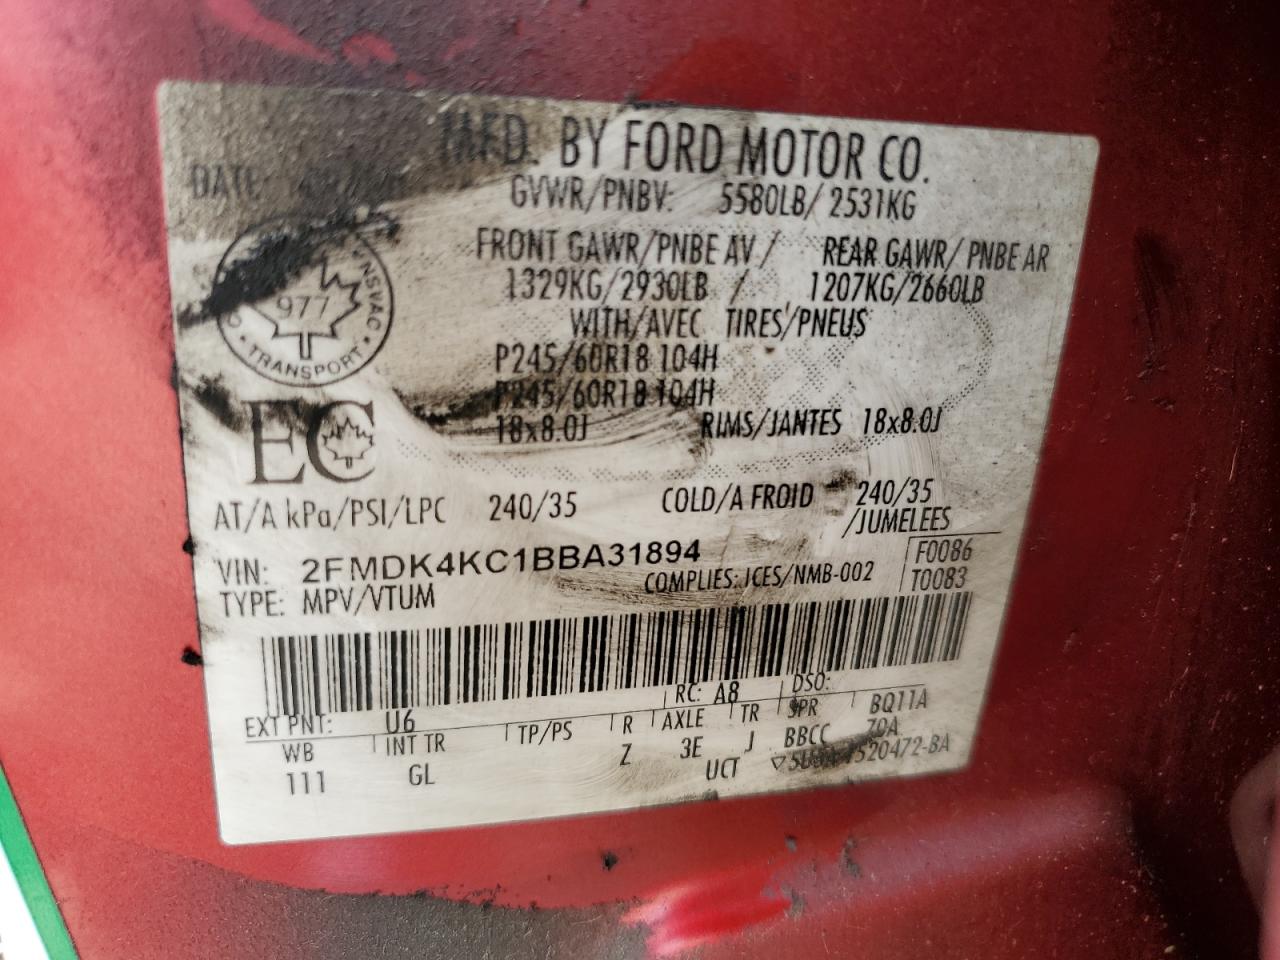 MFD. BY FORD MOTOR CO.
DATE:
GVWR/PNBV: 5580LB/ 2531KG
FRONT GAWR/PNBE AV / REAR GAWR/ PNBE AR
1329KG/2930LB / 1207KG/2660LB
WITH/AVEC TIRES/PNEUS
P245/60R18 104H
P245/60R18 104H
18x8.0J RIMS/JANTES 18x8.0J
977
TRANSPORT
EC
AT/A kPa/PSI/LPC 240/35 COLD/A FROID 240/35
/JUMELEES
VIN: 2FMDK4KC1BBA31894
F0086
TYPE: MPV/VTUM COMPLIES: ICES/NMB-002 T0083
EXT PNT: U6 RC: A8 DSO:
WB INT TR TP/PS R AXLE TR SPR BQ11A
111 GL Z 3E J BBCC 70A
UCT